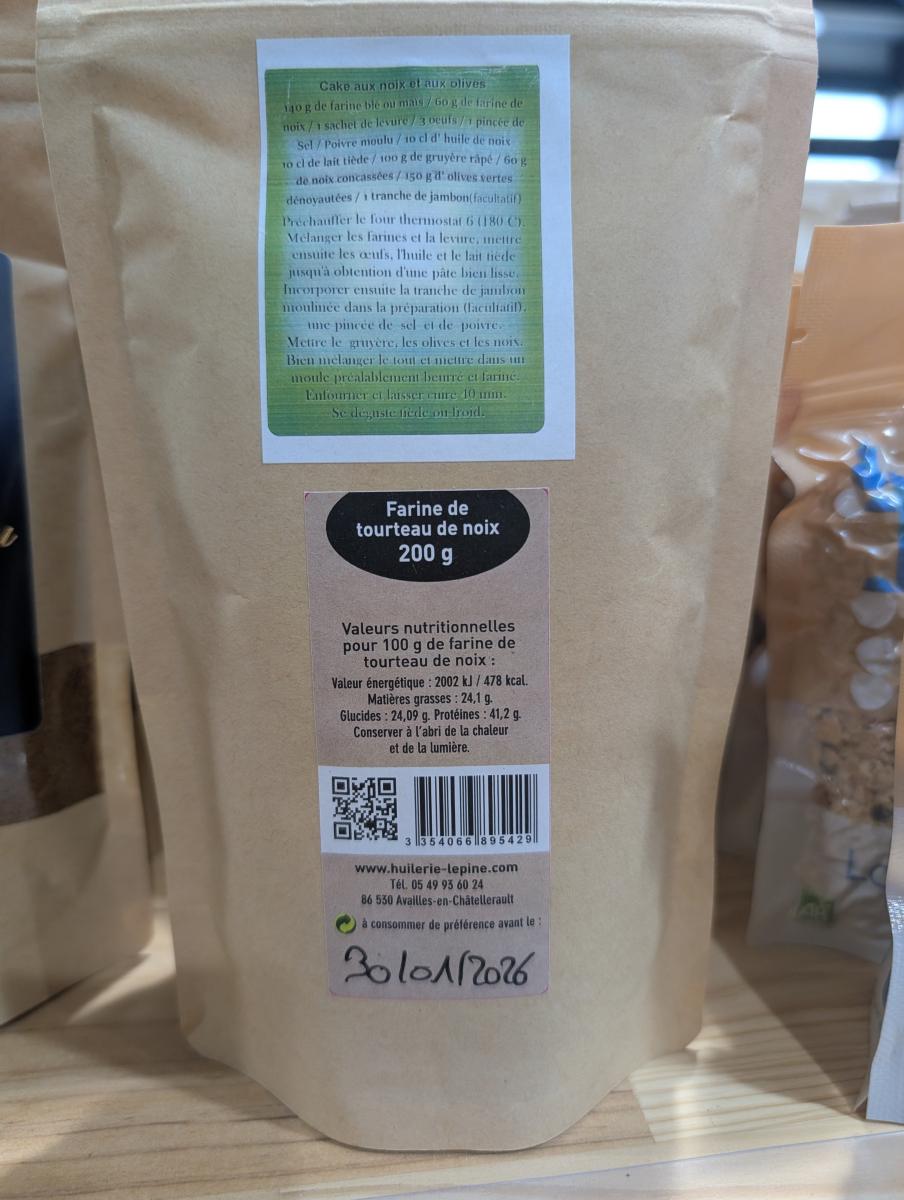 Cake aux noix et aux olives
140 g de farine blé ou maïs / 60 g de farine de
noix / 1 sachet de levure / 3 oeufs / 1 pincée de
Sel / Poivre moulu / 10 cl d' huile de noix
10 cl de lait tiède / 100 g de gruyère râpé / 60 g
de noix concassées / 150 g d' olives vertes
dénoyautées / 1 tranche de jambon(facultatif)
Préchauffer le four thermostat 6 (180 C).
Mélanger les farines et la levure, mettre
ensuite les œufs, l'huile et le lait tiède
jusqu'à obtention d'une pâte bien lisse.
Incorporer ensuite la tranche de jambon
moulinée dans la préparation (facultatif),
une pincée de sel et de poivre.
Mettre le gruyère, les olives et les noix.
Bien mélanger le tout et mettre dans un
moule préalablement beurré et fariné.
Enfourner et laisser cuire 40 mn.
Se déguste tiède ou froid.
Farine de
tourteau de noix
200 g
Valeurs nutritionnelles
pour 100 g de farine de
tourteau de noix :
Valeur énergétique : 2002 kJ / 478 kcal.
Matières grasses : 24,1 g.
Glucides : 24,09 g. Protéines : 41,2 g.
Conserver à l'abri de la chaleur
et de la lumière.
3 354066 895429
www.huilerie-lepine.com
Tél. 05 49 93 60 24
86 530 Availles-en-Châtellerault
à consommer de préférence avant le :
30/01/2026